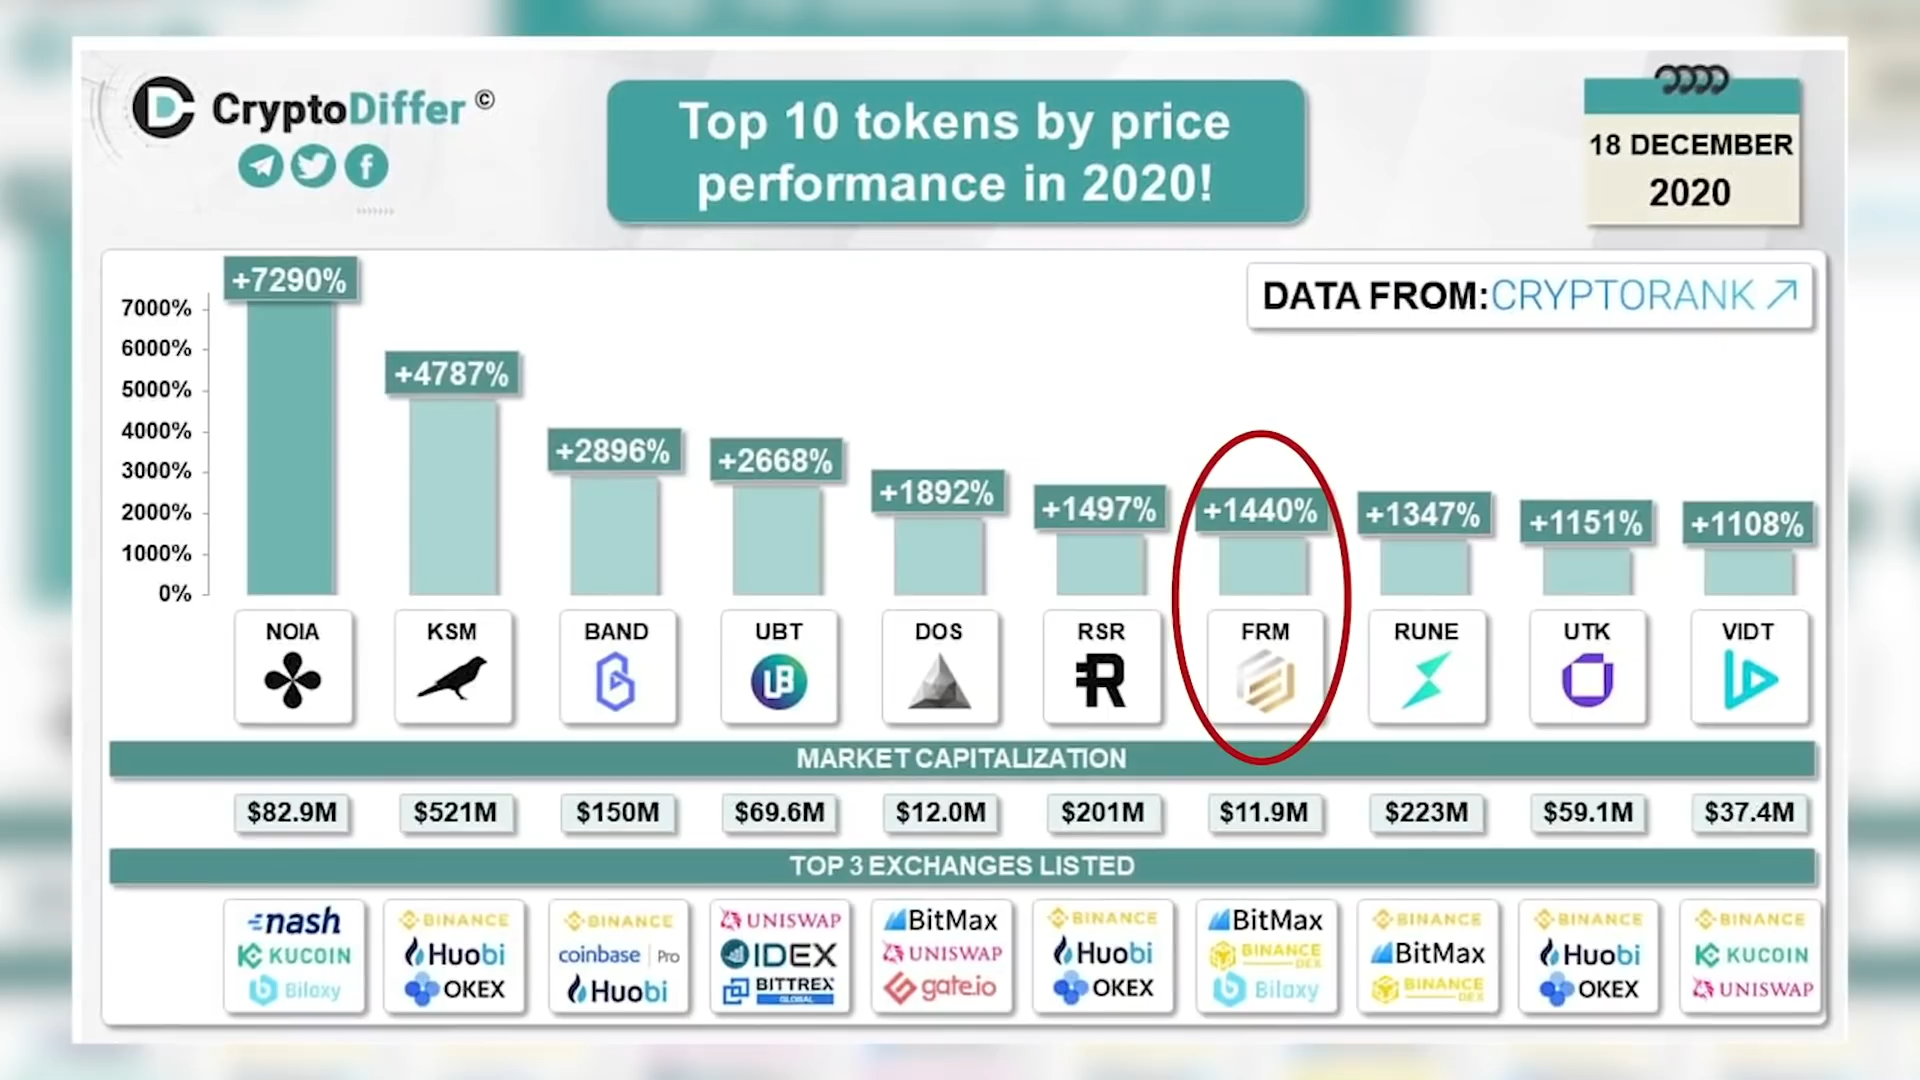 CryptoDiffer ©
Top 10 tokens by price
performance in 2020!
18 DECEMBER
2020
DATA FROM: CRYPTORANK
+7290%
+4787%
+2896%
+2668%
+1892%
+1497%
+1440%
+1347%
+1151%
+1108%
7000%
6000%
5000%
4000%
3000%
2000%
1000%
0%
NOIA
KSM
BAND
UBT
DOS
RSR
FRM
RUNE
UTK
VIDT
MARKET CAPITALIZATION
$82.9M
$521M
$150M
$69.6M
$12.0M
$201M
$11.9M
$223M
$59.1M
$37.4M
TOP 3 EXCHANGES LISTED
nash
KUCOIN
Bilaxy
BINANCE
Huobi
OKEX
BINANCE
coinbase | Pro
Huobi
UNISWAP
IDEX
BITTREX
GLOBAL
BitMax
UNISWAP
gate.io
BINANCE
Huobi
OKEX
BitMax
BINANCE
DEX
Bilaxy
BINANCE
BitMax
BINANCE
DEX
BINANCE
Huobi
OKEX
BINANCE
KUCOIN
UNISWAP